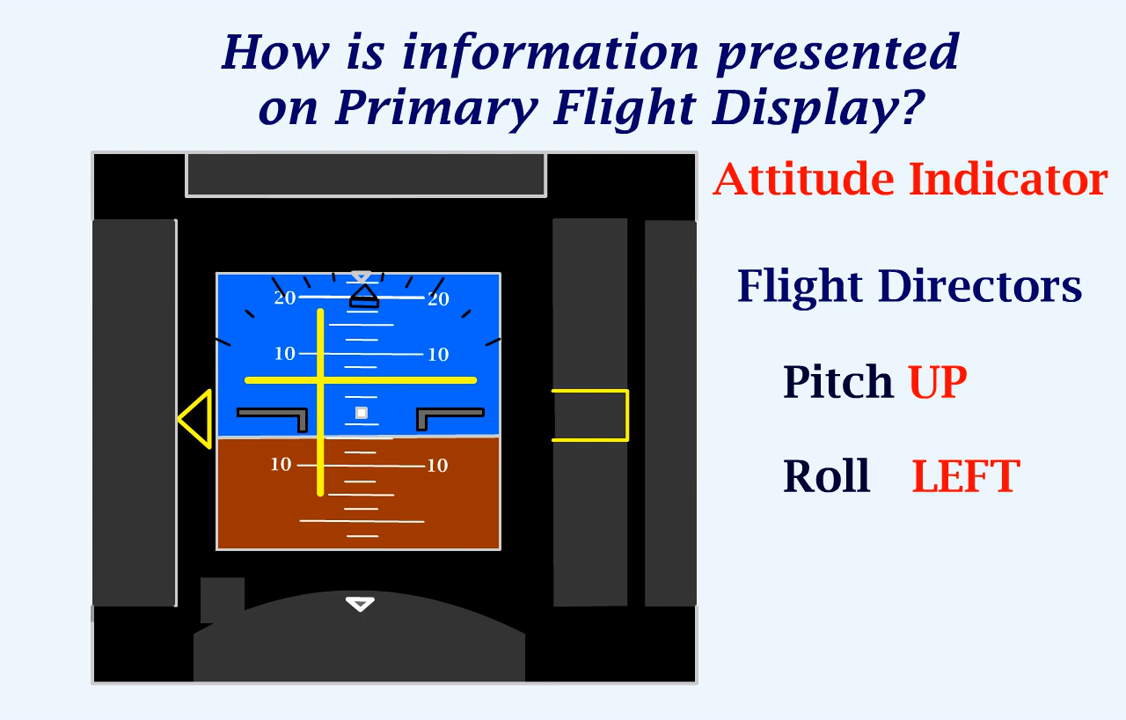 How is information presented
on Primary Flight Display?
Attitude Indicator
20 20
Flight Directors
10 10
Pitch UP
10 10
Roll LEFT